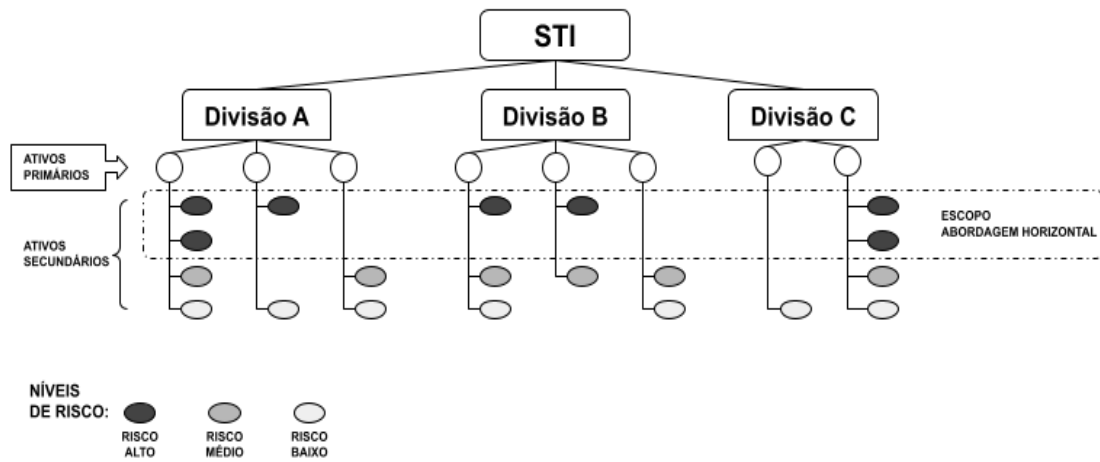 STI
Divisão A
Divisão B
Divisão C
ATIVOS
PRIMÁRIOS
ATIVOS
SECUNDÁRIOS
ESCOPO
ABORDAGEM HORIZONTAL
NÍVEIS
DE RISCO:
RISCO
ALTO
RISCO
MÉDIO
RISCO
BAIXO